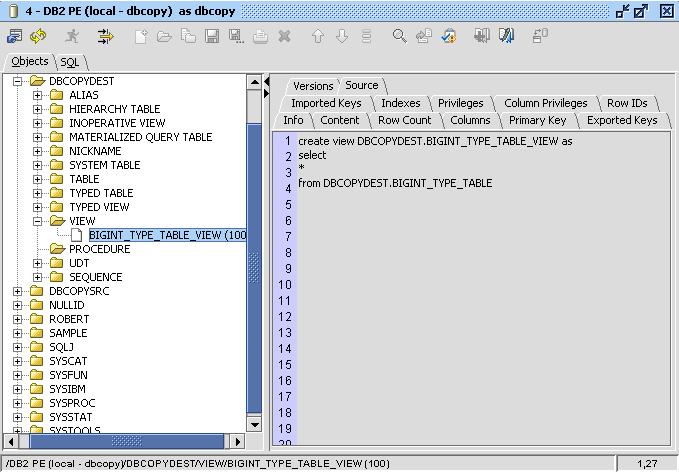 4 - DB2 PE (local - dbcopy)  as dbcopy
Objects
SQL
DBCOPYDEST
ALIAS
HIERARCHY TABLE
INOPERATIVE VIEW
MATERIALIZED QUERY TABLE
NICKNAME
SYSTEM TABLE
TABLE
TYPED TABLE
TYPED VIEW
VIEW
BIGINT_TYPE_TABLE_VIEW (100
PROCEDURE
UDT
SEQUENCE
DBCOPYSRC
NULLID
ROBERT
SAMPLE
SQLJ
SYSCAT
SYSFUN
SYSIBM
SYSPROC
SYSSTAT
SYSTOOLS
Versions Source
Imported Keys Indexes Privileges Column Privileges Row IDs
Info Content Row Count Columns Primary Key Exported Keys
1 create view DBCOPYDEST.BIGINT_TYPE_TABLE_VIEW as
2 select
3 *
4 from DBCOPYDEST.BIGINT_TYPE_TABLE
5
6
7
8
9
10
11
12
13
14
15
16
17
18
19
20
/DB2 PE (local - dbcopy)/DBCOPYDEST/VIEW/BIGINT_TYPE_TABLE_VIEW (100)
1,27